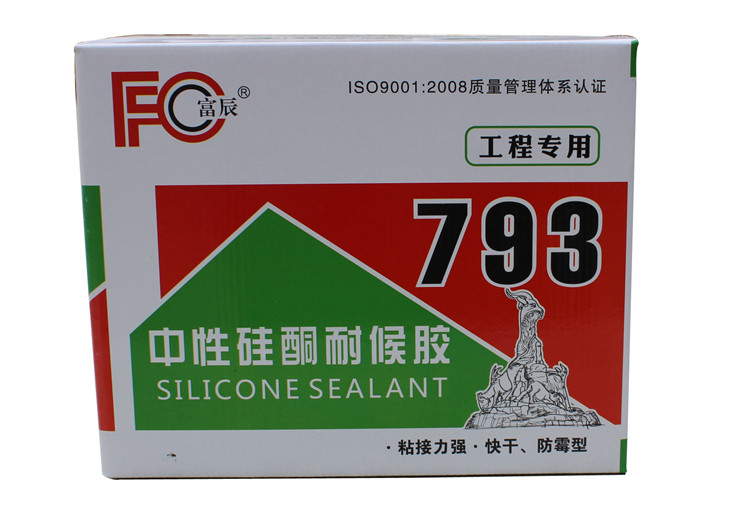 FC富辰®
ISO9001:2008质量管理体系认证
工程专用
793
中性硅酮耐候胶
SILICONE SEALANT
·粘接力强·快干、防霉型